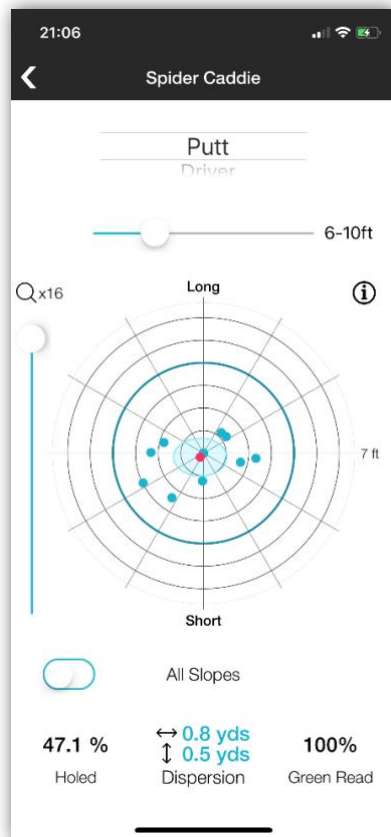 21:06
Spider Caddie
Putt
Driver
6-10ft
x16
Long
7 ft
Short
All Slopes
47.1 %
Holed
↔ 0.8 yds
↕ 0.5 yds
Dispersion
100%
Green Read